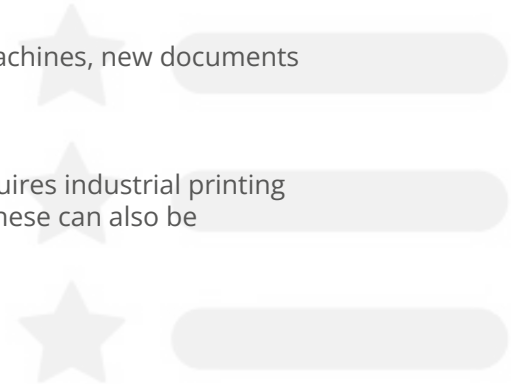 achines, new documents
uires industrial printing
hese can also be